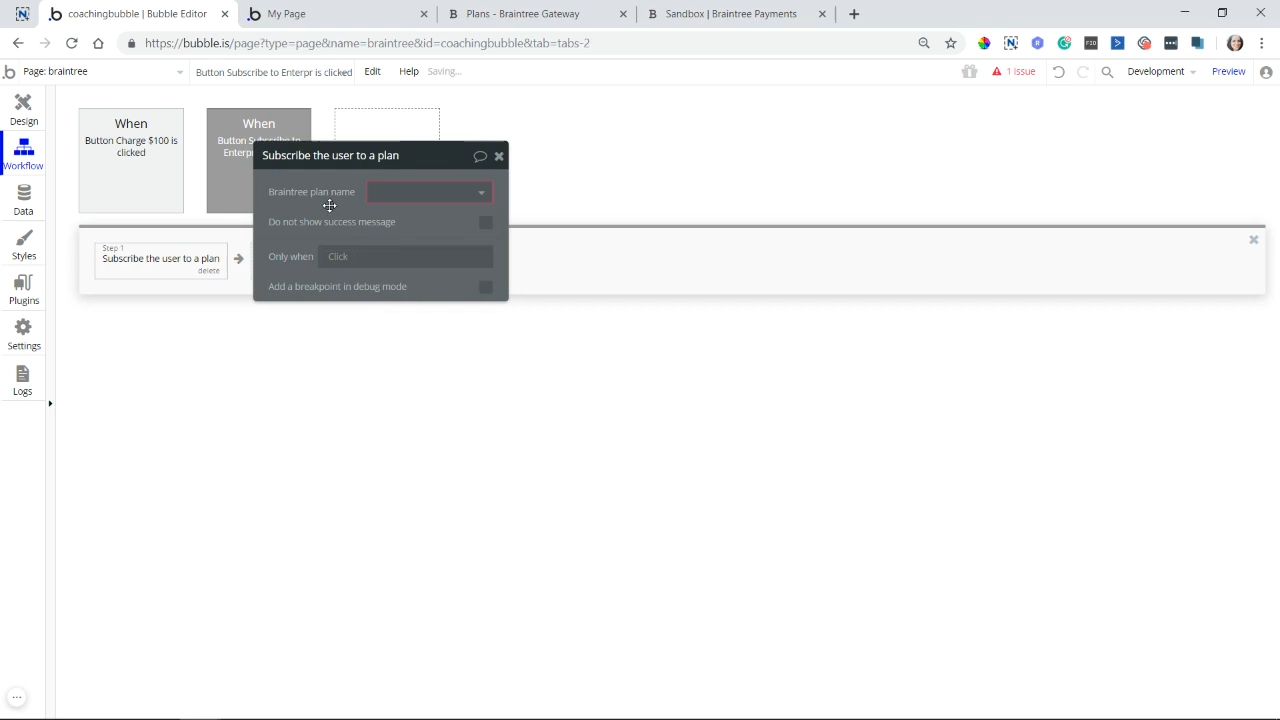 coachingbubble | Bubble Editor
My Page
Plans - Braintree Gateway
Sandbox | Braintree Payments
https://bubble.is/page?type=page&name=braintree&id=coachingbubble&tab=tabs-2
Page: braintree
Button Subscribe to Enterpr is clicked
Edit
Help
Saving...
1 Issue
Development
Preview
Design
Workflow
Data
Styles
Plugins
Settings
Logs
When
Button Charge $100 is
clicked
When
Button Subscribe to
Enterp
Subscribe the user to a plan
Braintree plan name
Do not show success message
Only when
Click
Add a breakpoint in debug mode
Step 1
Subscribe the user to a plan
delete